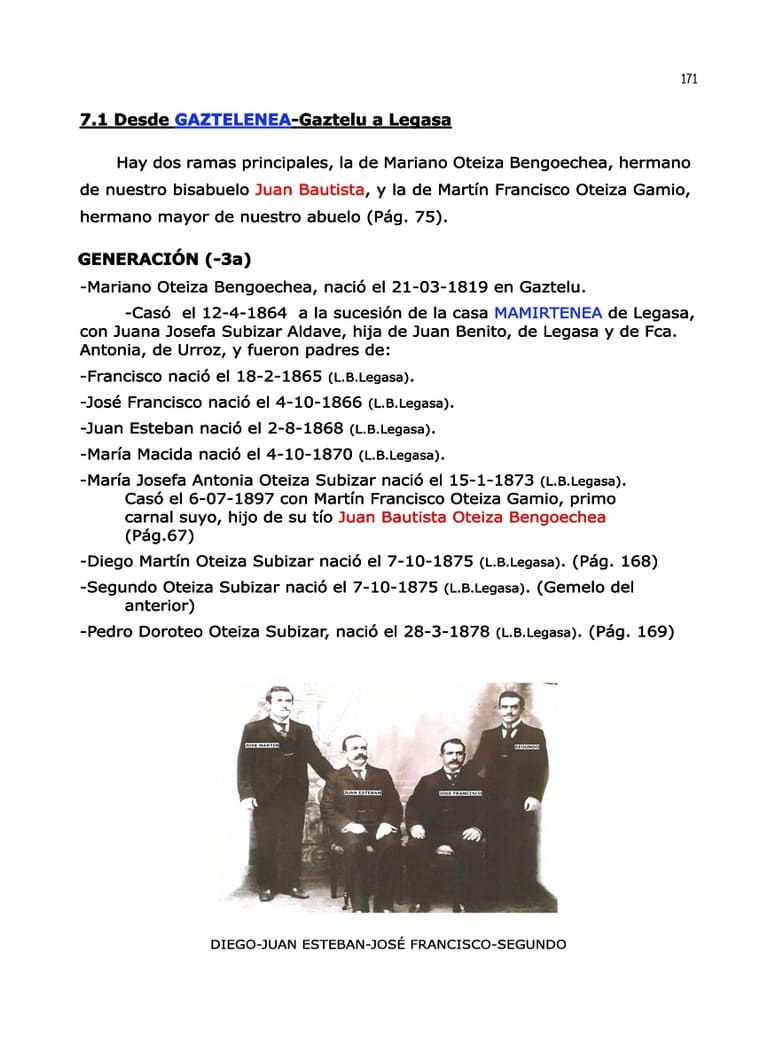 171
7.1 Desde GAZTELENEA-Gaztelu a Legasa
Hay dos ramas principales, la de Mariano Oteiza Bengoechea, hermano
de nuestro bisabuelo Juan Bautista, y la de Martín Francisco Oteiza Gamio,
hermano mayor de nuestro abuelo (Pág. 75).
GENERACIÓN (-3a)
-Mariano Oteiza Bengoechea, nació el 21-03-1819 en Gaztelu.
-Casó el 12-4-1864 a la sucesión de la casa MAMIRTENEA de Legasa,
con Juana Josefa Subizar Aldave, hija de Juan Benito, de Legasa y de Fca.
Antonia, de Urroz, y fueron padres de:
-Francisco nació el 18-2-1865 (L.B.Legasa).
-José Francisco nació el 4-10-1866 (L.B.Legasa).
-Juan Esteban nació el 2-8-1868 (L.B.Legasa).
-María Macida nació el 4-10-1870 (L.B.Legasa).
-María Josefa Antonia Oteiza Subizar nació el 15-1-1873 (L.B.Legasa).
Casó el 6-07-1897 con Martín Francisco Oteiza Gamio, primo
carnal suyo, hijo de su tío Juan Bautista Oteiza Bengoechea
(Pág.67)
-Diego Martín Oteiza Subizar nació el 7-10-1875 (L.B.Legasa). (Pág. 168)
-Segundo Oteiza Subizar nació el 7-10-1875 (L.B.Legasa). (Gemelo del
anterior)
-Pedro Doroteo Oteiza Subizar, nació el 28-3-1878 (L.B.Legasa). (Pág. 169)
JOSE MARTIN
SEGUNDO
JUAN ESTEBAN
JOSE FRANCISCO
DIEGO-JUAN ESTEBAN-JOSÉ FRANCISCO-SEGUNDO